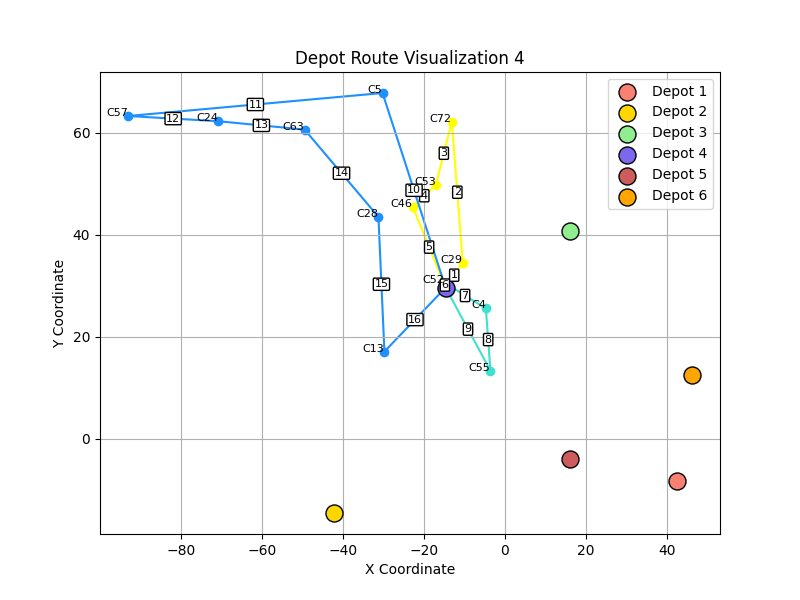 Depot Route Visualization 4
Depot 1
Depot 2
Depot 3
Depot 4
Depot 5
Depot 6
C5
C57
11
12
C24
13
C63
C72
3
14
C53
10
4
2
C46
C28
5
C29
1
C52
6
15
7
C4
16
9
8
C13
C55
60
40
20
0
Y Coordinate
−80
−60
−40
−20
0
20
40
X Coordinate